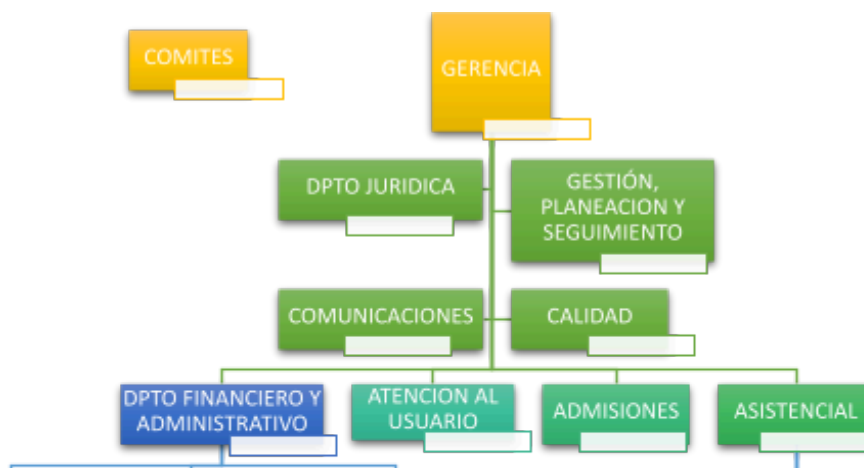 COMITES
GERENCIA
DPTO JURIDICA
GESTIÓN,
PLANEACION Y
SEGUIMIENTO
COMUNICACIONES
CALIDAD
DPTO FINANCIERO Y
ADMINISTRATIVO
ATENCION AL
USUARIO
ADMISIONES
ASISTENCIAL